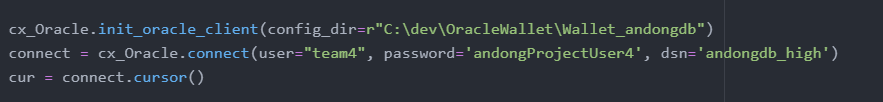 cx_Oracle.init_oracle_client(config_dir=r"C:\dev\OracleWallet\Wallet_andongdb")
connect = cx_Oracle.connect(user="team4", password='andongProjectUser4', dsn='andongdb_high')
cur = connect.cursor()